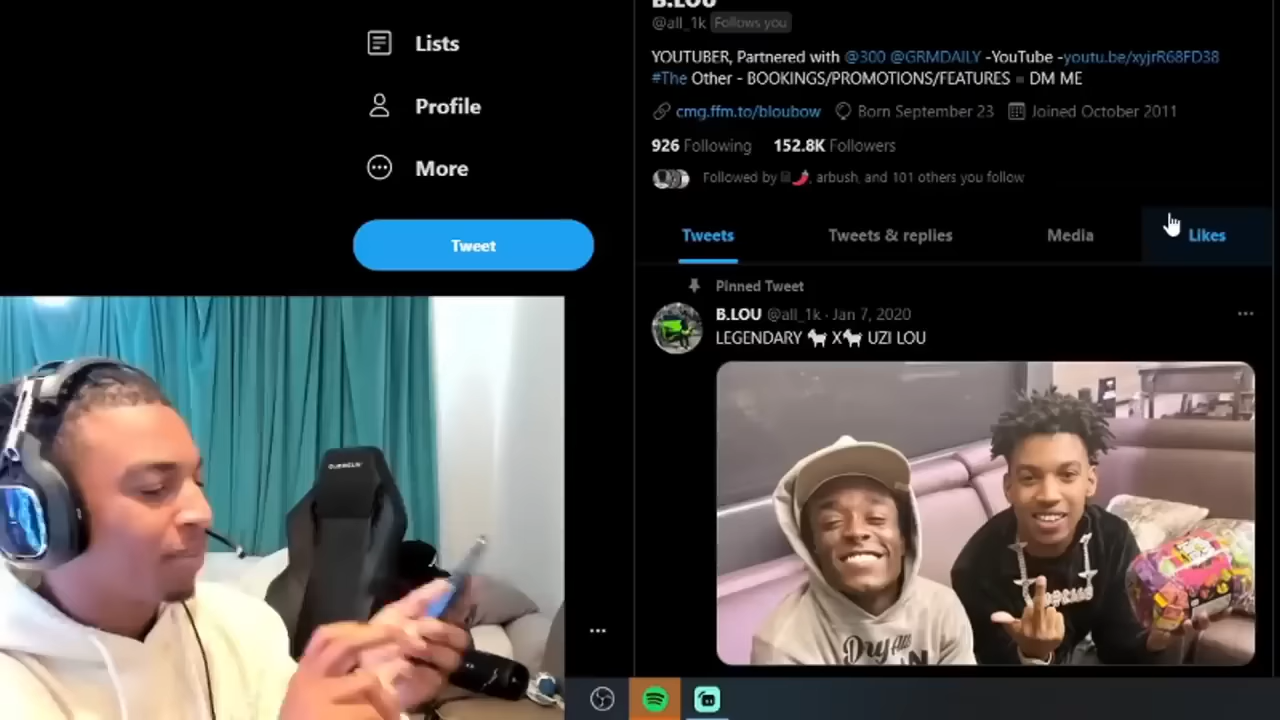 Lists
Profile
More
Tweet
B.LOU
@all_1k Follows you
YOUTUBER, Partnered with @300 @GRMDAILY -YouTube -youtu.be/xyjrR68FD38
#The Other - BOOKINGS/PROMOTIONS/FEATURES DM ME
cmg.ffm.to/bloubow Born September 23 Joined October 2011
926 Following 152.8K Followers
Followed by 🌶️, arbush, and 101 others you follow
Tweets Tweets & replies Media Likes
Pinned Tweet
B.LOU @all_1k · Jan 7, 2020
LEGENDARY 🐐 X🐐 UZI LOU
Dry